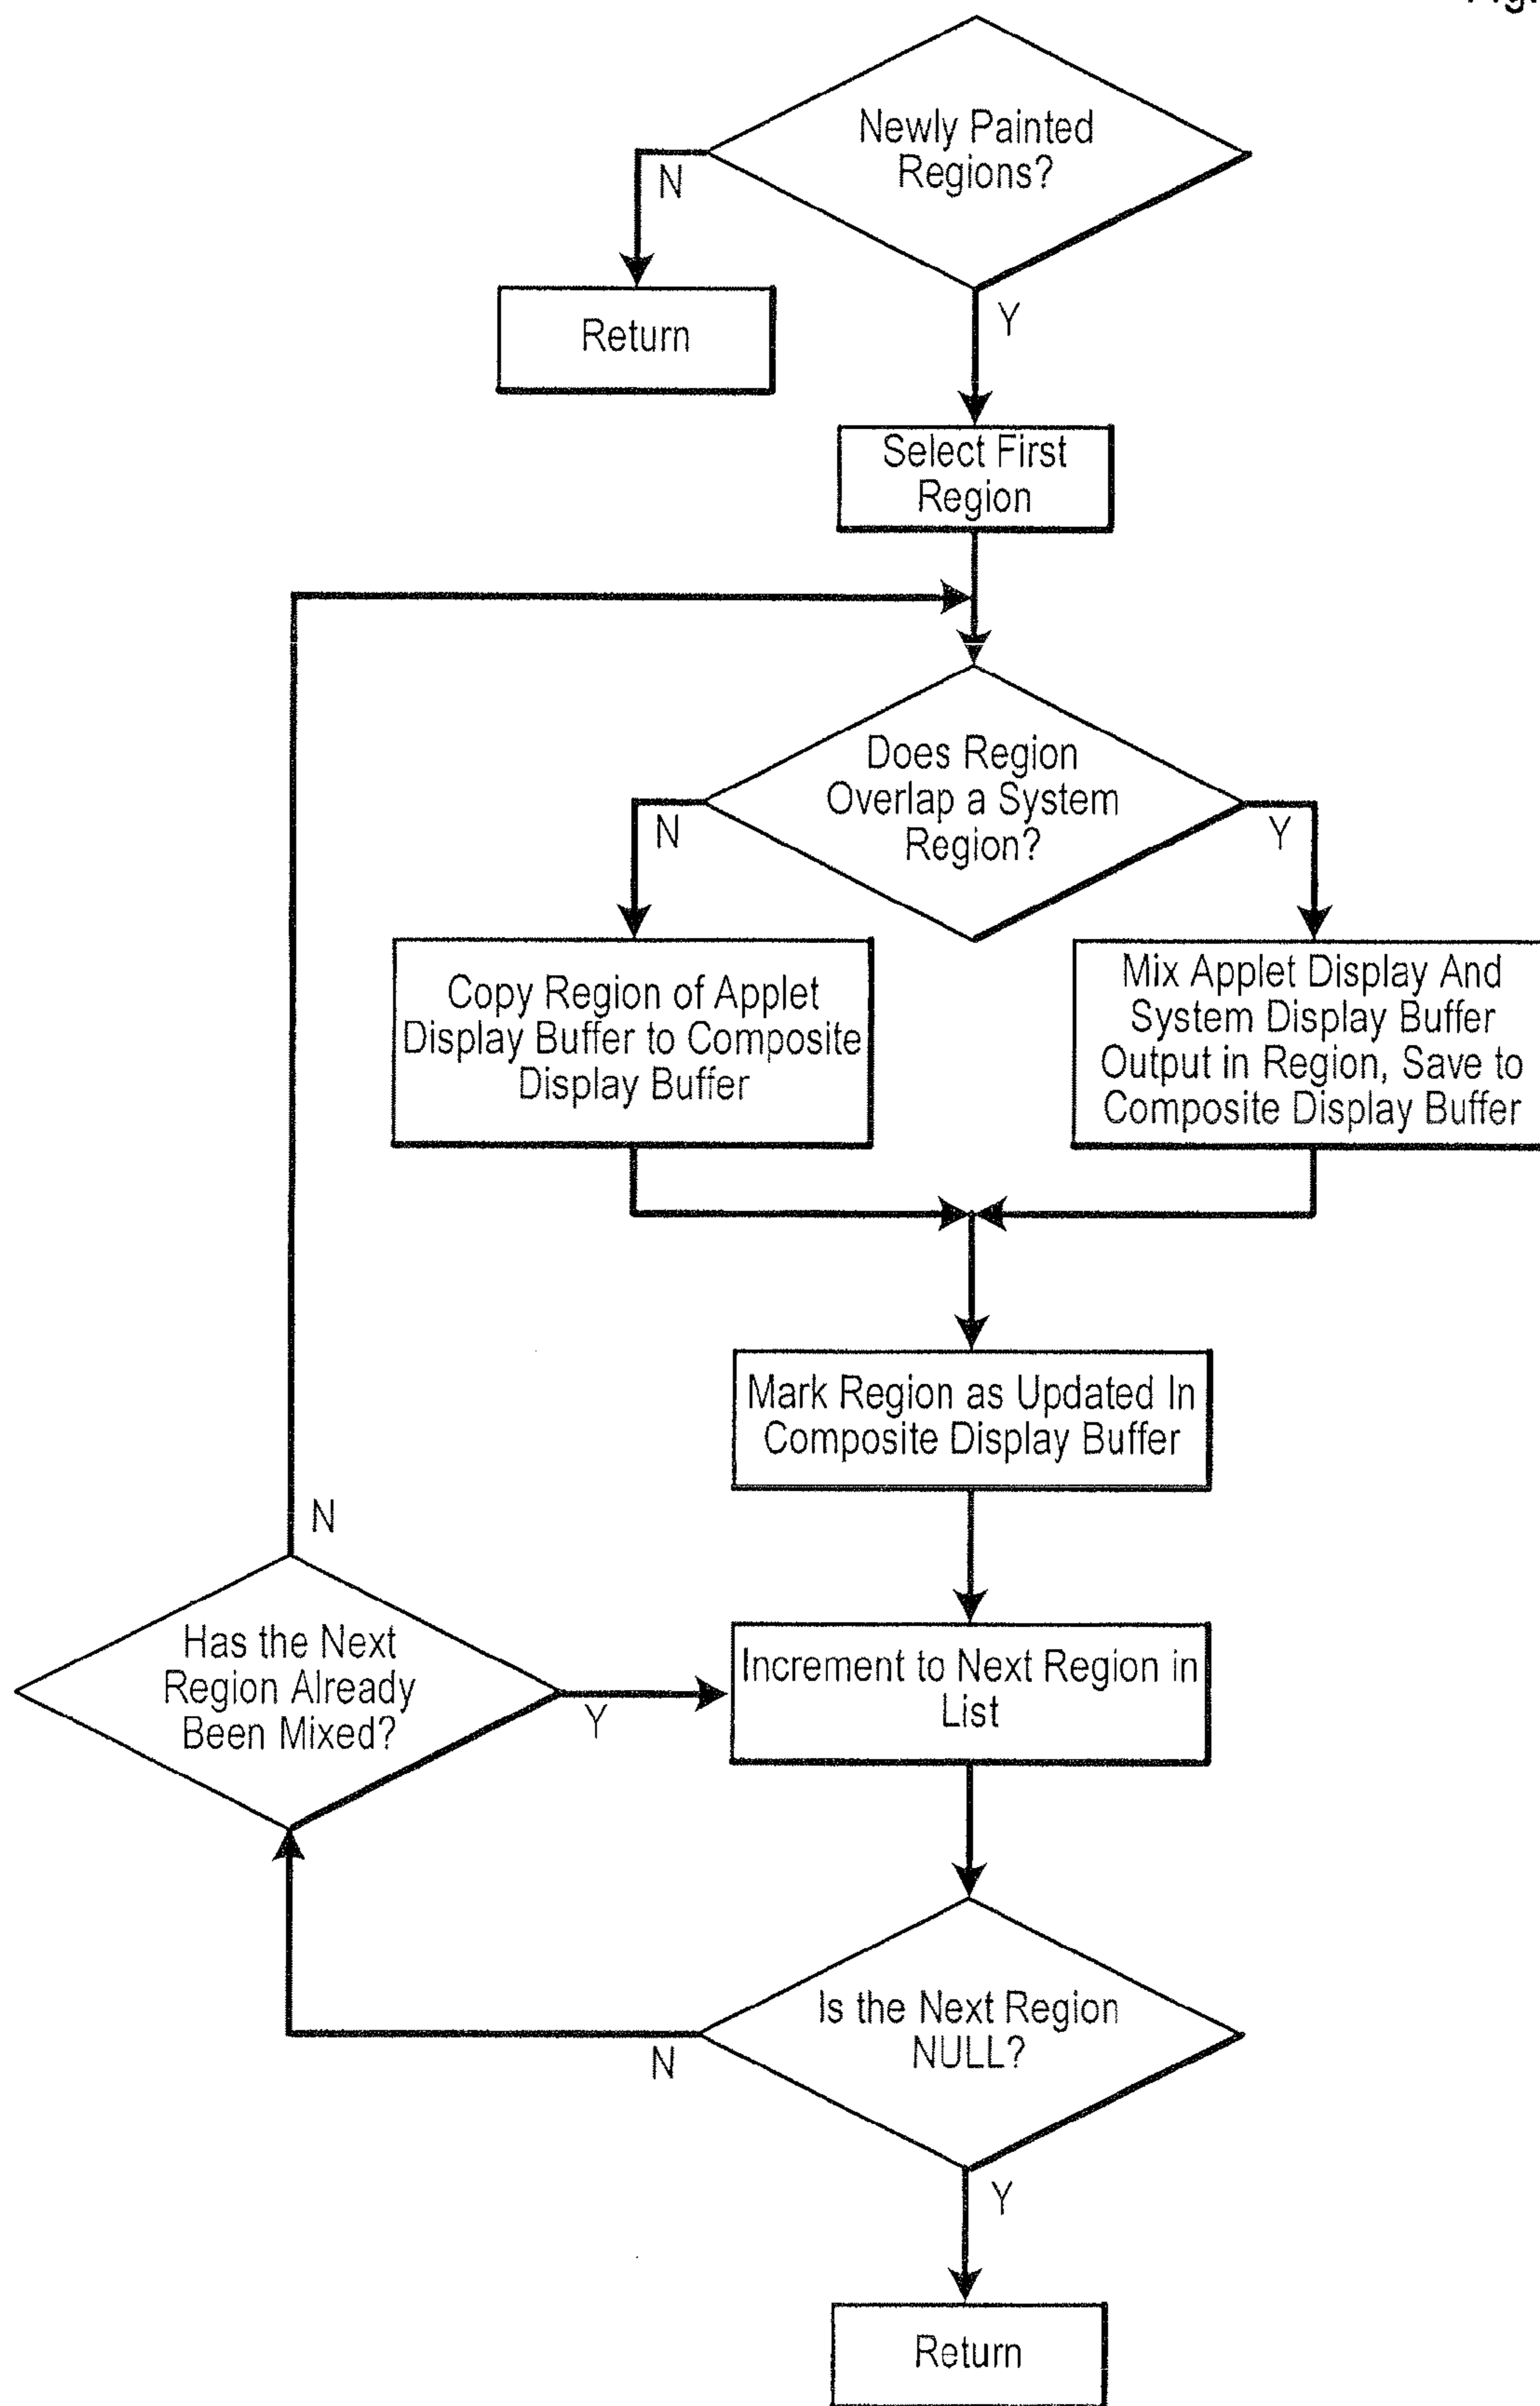 Newly Painted
Regions?
N
Y
Return
Select First
Region
Does Region
Overlap a System
Region?
N
Y
Copy Region of Applet
Display Buffer to Composite
Display Buffer
Mix Applet Display And
System Display Buffer
Output in Region, Save to
Composite Display Buffer
Mark Region as Updated In
Composite Display Buffer
N
Has the Next
Region Already
Been Mixed?
Y
Increment to Next Region in
List
Is the Next Region
NULL?
N
Y
Return